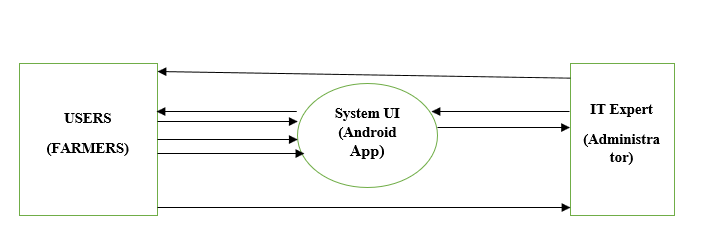 USERS
(FARMERS)
System UI
(Android
App)
IT Expert
(Administra
tor)